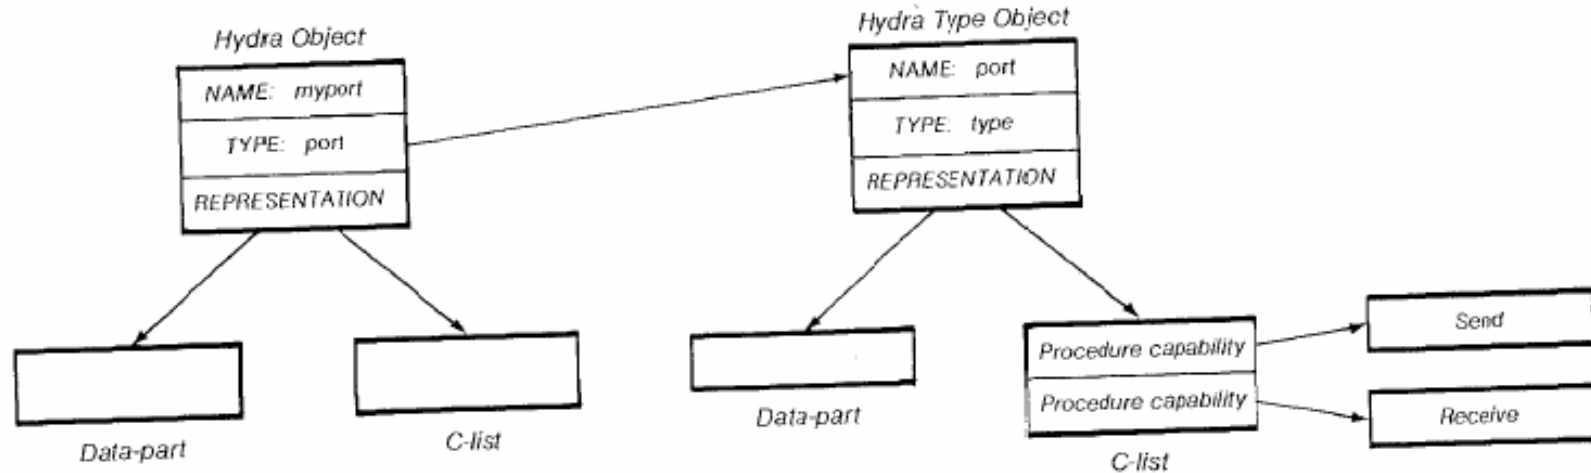 Hydra Object
NAME: myport
TYPE: port
REPRESENTATION
Data-part
C-list
Hydra Type Object
NAME: port
TYPE: type
REPRESENTATION
Data-part
Procedure capability
Procedure capability
C-list
Send
Receive